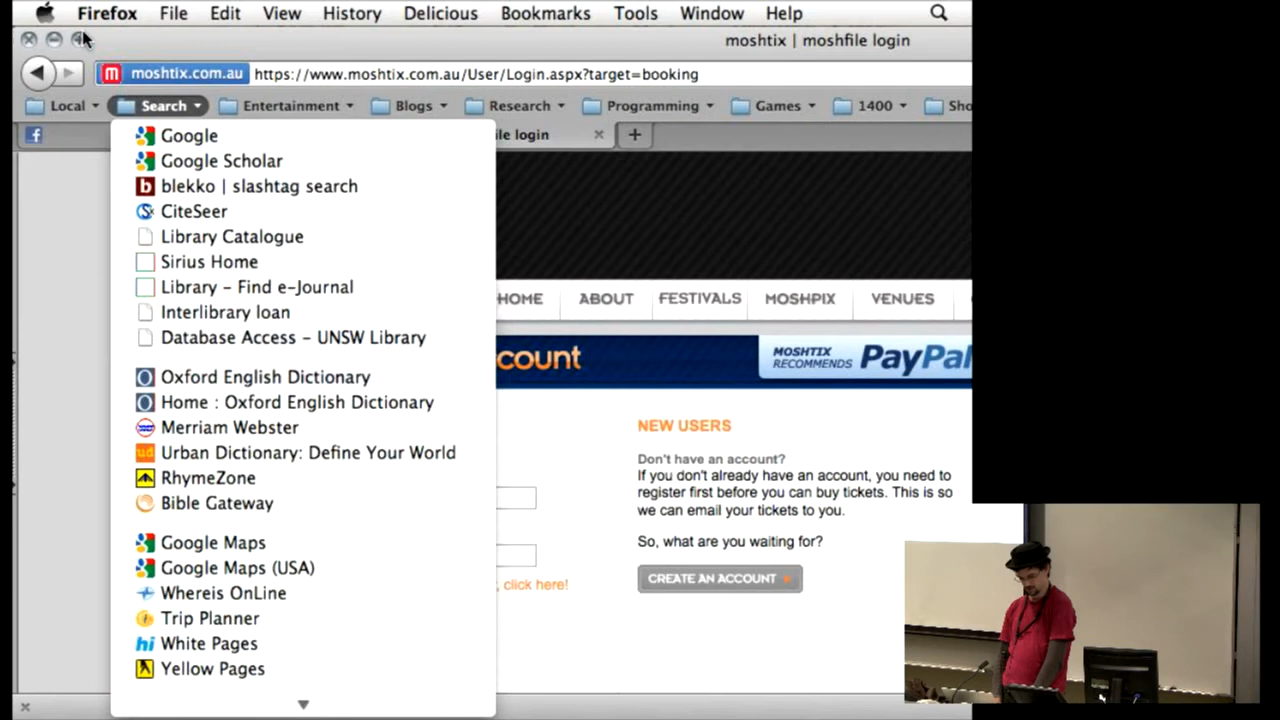 Firefox File Edit View History Delicious Bookmarks Tools Window Help
moshtix | moshfile login
moshtix.com.au https://www.moshtix.com.au/User/Login.aspx?target=booking
Local Search Entertainment Blogs Research Programming Games 1400 Sho
ile login
Google
Google Scholar
blekko | slashtag search
CiteSeer
Library Catalogue
Sirius Home
Library – Find e-Journal
Interlibrary loan
Database Access – UNSW Library
Oxford English Dictionary
Home : Oxford English Dictionary
Merriam Webster
Urban Dictionary: Define Your World
RhymeZone
Bible Gateway
Google Maps
Google Maps (USA)
Whereis OnLine
Trip Planner
White Pages
Yellow Pages
HOME ABOUT FESTIVALS MOSHPIX VENUES
count
MOSHTIX RECOMMENDS PayPal
NEW USERS
Don't have an account?
If you don't already have an account, you need to
register first before you can buy tickets. This is so
we can email your tickets to you.
So, what are you waiting for?
CREATE AN ACCOUNT
, click here!